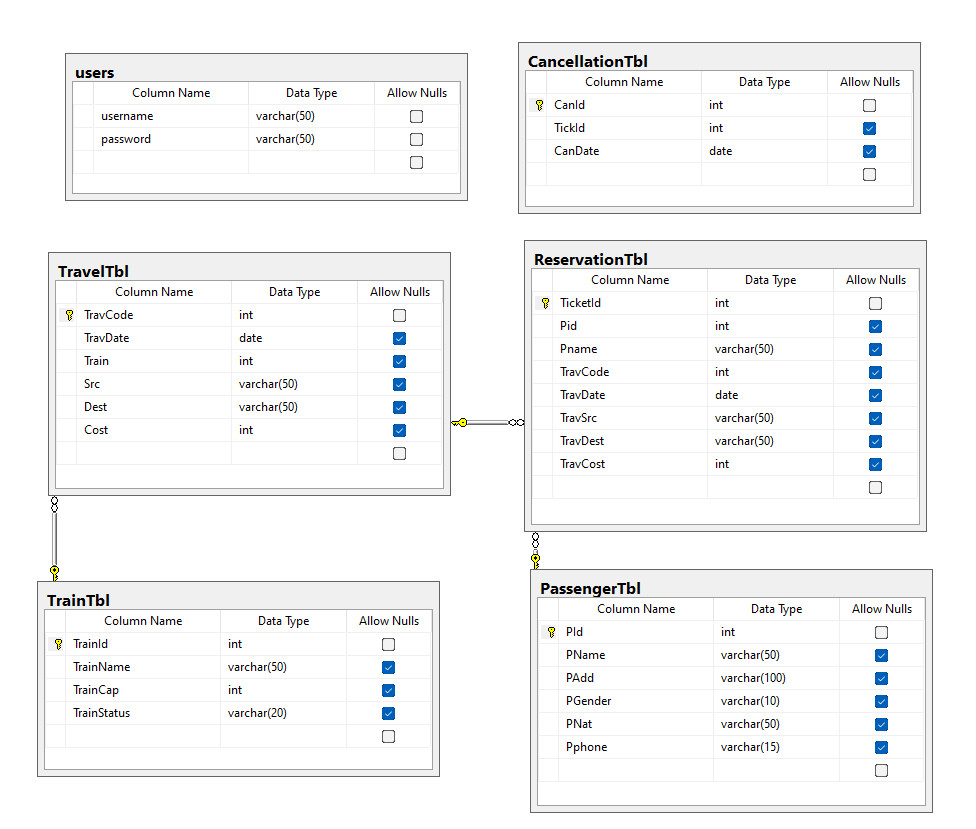 users
Column Name Data Type Allow Nulls
username varchar(50)
password varchar(50)
CancellationTbl
Column Name Data Type Allow Nulls
CanId int
TickId int
CanDate date
TravelTbl
Column Name Data Type Allow Nulls
TravCode int
TravDate date
Train int
Src varchar(50)
Dest varchar(50)
Cost int
ReservationTbl
Column Name Data Type Allow Nulls
TicketId int
Pid int
Pname varchar(50)
TravCode int
TravDate date
TravSrc varchar(50)
TravDest varchar(50)
TravCost int
TrainTbl
Column Name Data Type Allow Nulls
TrainId int
TrainName varchar(50)
TrainCap int
TrainStatus varchar(20)
PassengerTbl
Column Name Data Type Allow Nulls
PId int
PName varchar(50)
PAdd varchar(100)
PGender varchar(10)
PNat varchar(50)
Pphone varchar(15)